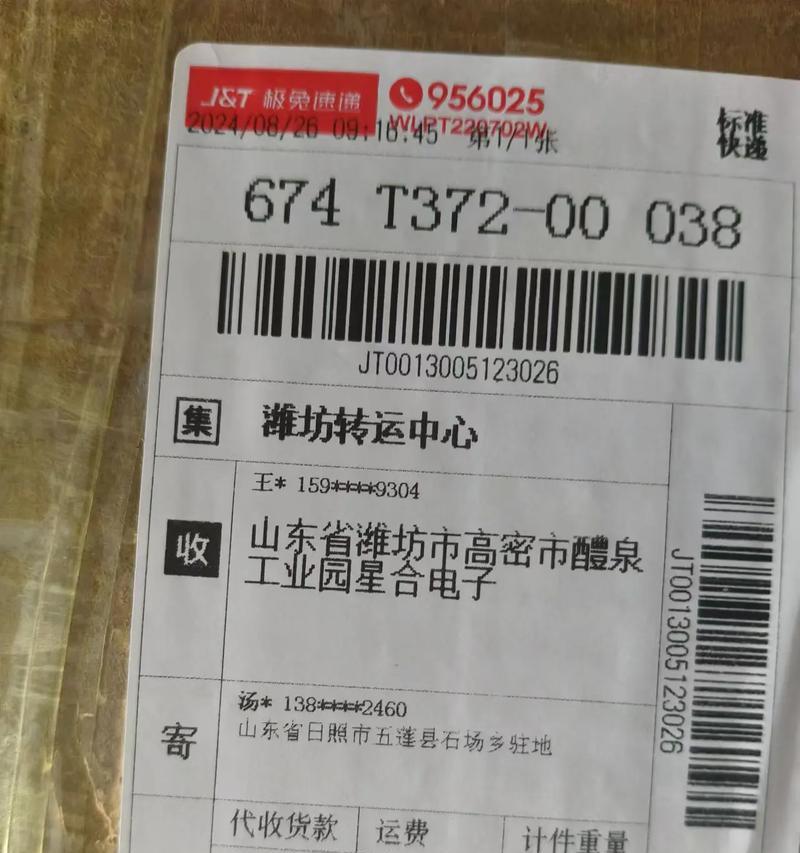 J&T 极兔速递 956025
2024/08/26 09:16:45 第1/1张
WLPT220702W
标准
快递
674 T372-00 038
JT0013005123026
集 潍坊转运中心
王* 159****9304
收 山东省潍坊市高密市醴泉
工业园星合电子
JT0013005123026
汤* 138****2460
寄 山东省日照市五莲县石场乡驻地
代收货款 运费 计件重量